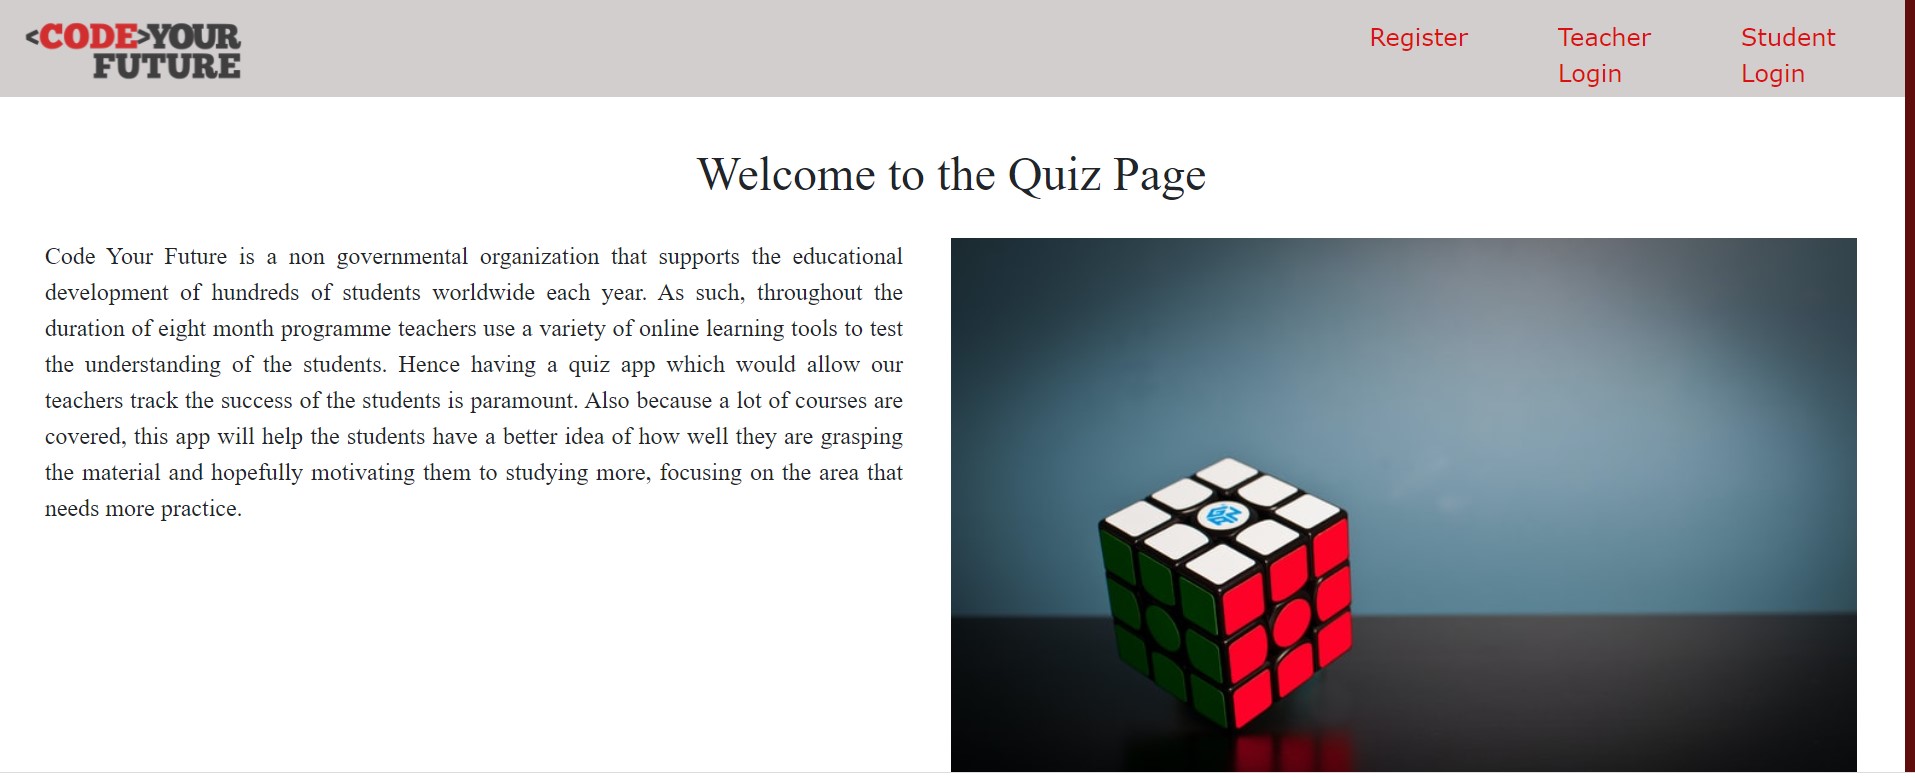 <CODE>YOUR
FUTURE
Register
Teacher
Login
Student
Login
Welcome to the Quiz Page
Code Your Future is a non governmental organization that supports the educational
development of hundreds of students worldwide each year. As such, throughout the
duration of eight month programme teachers use a variety of online learning tools to test
the understanding of the students. Hence having a quiz app which would allow our
teachers track the success of the students is paramount. Also because a lot of courses are
covered, this app will help the students have a better idea of how well they are grasping
the material and hopefully motivating them to studying more, focusing on the area that
needs more practice.